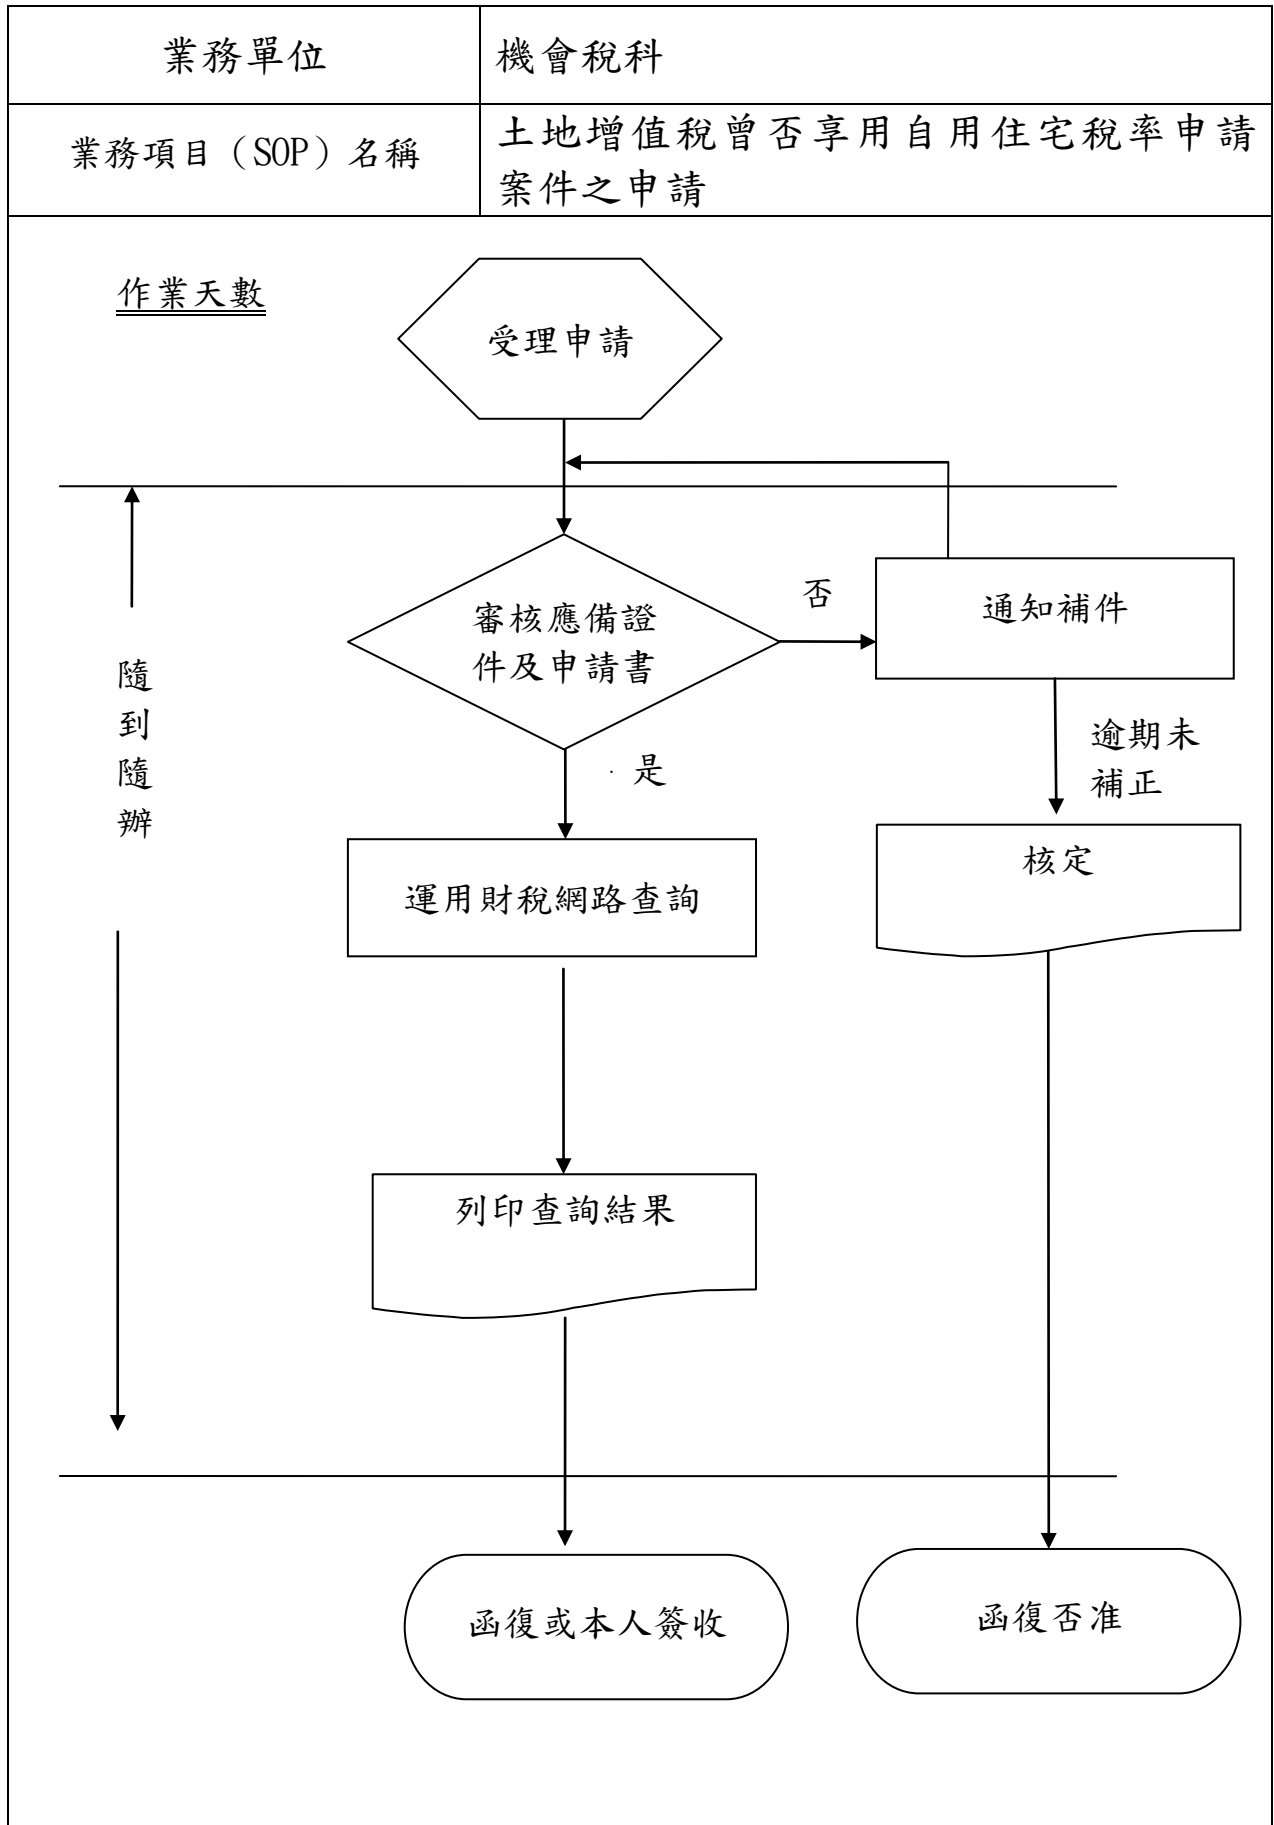 業務單位
機會稅科
業務項目（SOP）名稱
土地增值稅曾否享用自用住宅稅率申請
案件之申請
作業天數
受理申請
審核應備證
件及申請書
否
通知補件
隨
到
隨
辦
是
逾期未
補正
運用財稅網路查詢
核定
列印查詢結果
函復或本人簽收
函復否准